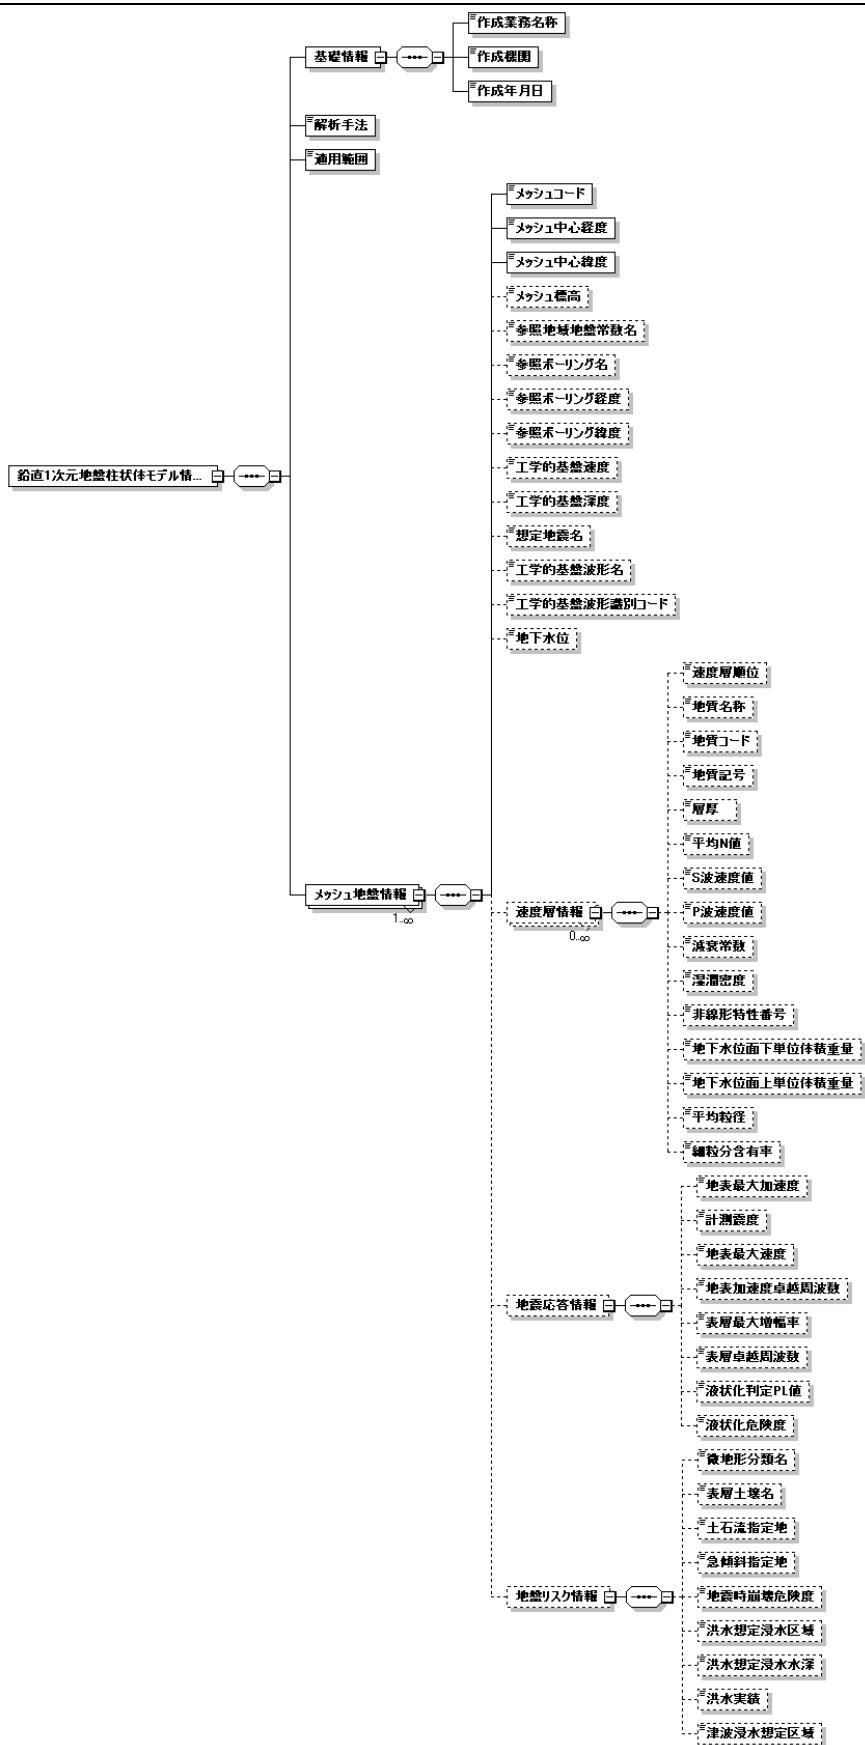 作成業務名称
基礎情報
作成機関
作成年月日
解析手法
適用範囲
メッシュコード
メッシュ中心経度
メッシュ中心緯度
メッシュ標高
参照地域地盤常数名
参照ボーリング名
参照ボーリング経度
参照ボーリング緯度
工学的基盤速度
鉛直1次元地盤柱状体モデル情...
工学的基盤深度
想定地震名
工学的基盤波形名
工学的基盤波形識別コード
地下水位
速度層順位
地質名称
地質コード
地質記号
層厚
平均N値
S波速度値
メッシュ地盤情報
1..∞
速度層情報
0..∞
P波速度値
減衰常数
湿潤密度
非線形特性番号
地下水位面下単位体積重量
地下水位面上単位体積重量
平均粒径
細粒分含有率
地表最大加速度
計測震度
地表最大速度
地表加速度卓越周波数
地震応答情報
表層最大増幅率
表層卓越周波数
液状化判定PL値
液状化危険度
微地形分類名
表層土壌名
土石流指定地
急傾斜指定地
地盤リスク情報
地震時崩壊危険度
洪水想定浸水区域
洪水想定浸水水深
洪水実績
津波浸水想定区域